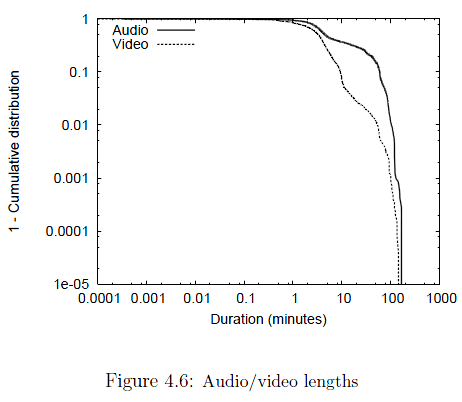 1
Audio
Video
0.1
0.01
0.001
0.0001
1e-05
1 - Cumulative distribution
0.0001 0.001 0.01 0.1 1 10 100 1000
Duration (minutes)
Figure 4.6: Audio/video lengths